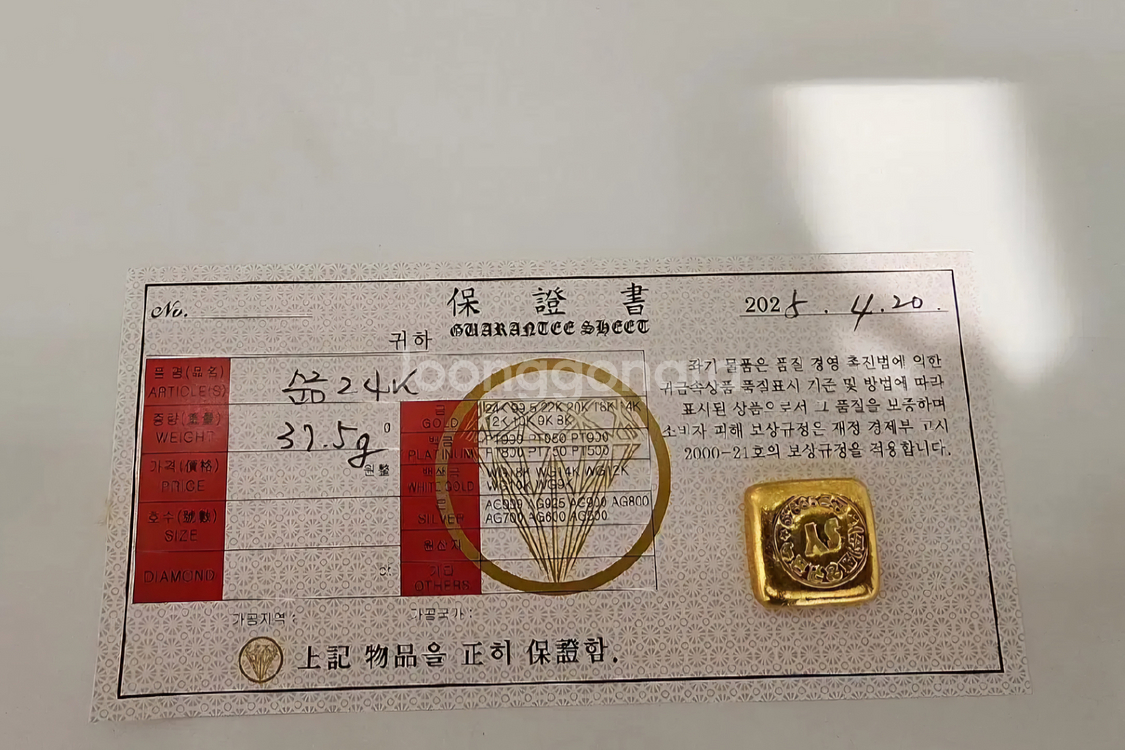 No.
保 證 書
GUARANTEE SHEET
2025. 4. 20.
귀하
품 명(品名)
ARTICLE(S)
순금 24K
중량(重量)
WEIGHT
37.5g
가격(價格)
PRICE
원整
호수(號數)
SIZE
DIAMOND
GOLD
24K 99.5 22K 20K 18K 14K
12K 10K 9K 8K
백금
PLATINUM
PT950
PT850 PT750 PT500
백색금
WHITE GOLD
WG18K WG14K WG12K
WG10K WG9K
은
SILVER
AG925 AG900 AG800
AG700 AG600 AG500
원산지
기타
OTHERS
좌기 물품은 품질 경영 촉진법에 의한
귀금속상품 품질표시 기준 및 방법에 따라
표시된 상품으로서 그 품질을 보증하며
소비자 피해 보상규정은 재정 경제부 고시
2000-21호의 보상규정을 적용합니다.
가공지역 :
가공국가 :
上記 物品을 正히 保證함.
joonggonara